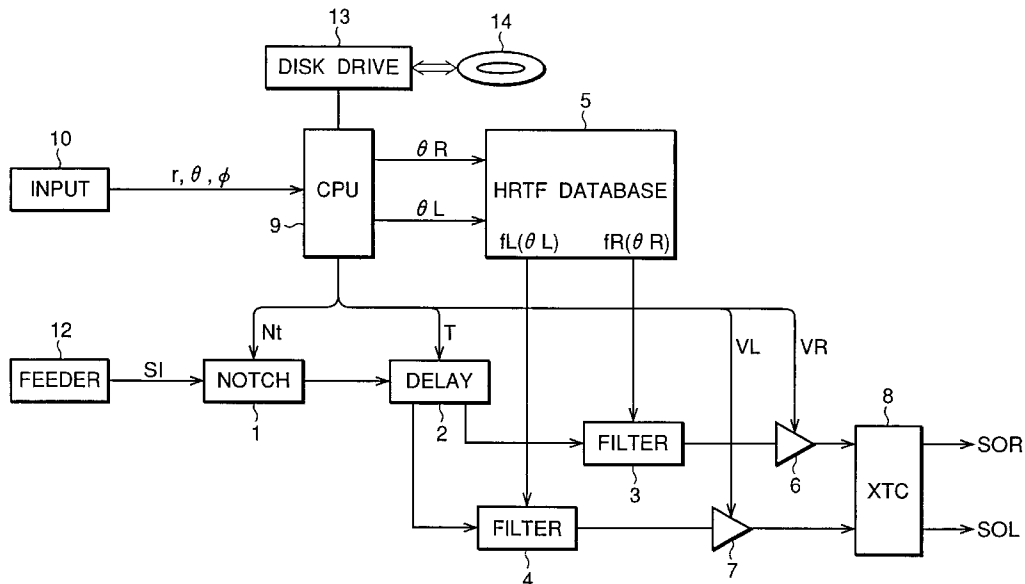 13
14
DISK DRIVE
5
10
θR
INPUT
r, θ, ϕ
CPU
HRTF DATABASE
θL
9
fL(θL)
fR(θR)
12
Nt
T
VL
VR
FEEDER
SI
NOTCH
DELAY
8
1
2
FILTER
SOR
3
6
XTC
FILTER
SOL
4
7